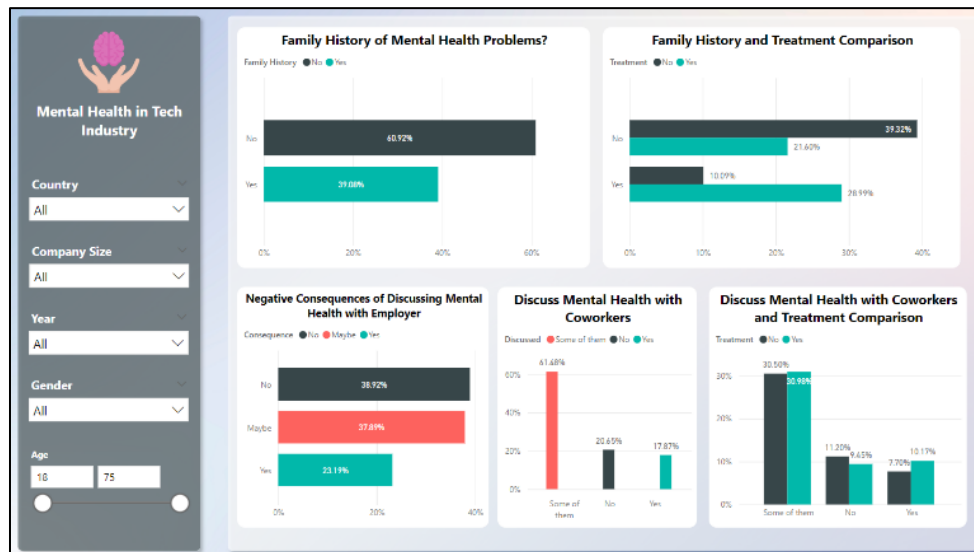 Mental Health in Tech
Industry
Country
All
Company Size
All
Year
All
Gender
All
Age
18 75
Family History of Mental Health Problems?
Family History No Yes
No 60.92%
Yes 39.08%
0% 20% 40% 60%
Family History and Treatment Comparison
Treatment No Yes
No 39.32%
21.60%
Yes 10.09%
28.99%
0% 10% 20% 30% 40%
Negative Consequences of Discussing Mental
Health with Employer
Consequence No Maybe Yes
No 38.92%
Maybe 37.89%
Yes 23.19%
0% 20% 40%
Discuss Mental Health with
Coworkers
Discussed Some of them No Yes
61.48%
60%
40%
20.65% 17.87%
20%
0%
Some of
them No Yes
Discuss Mental Health with Coworkers
and Treatment Comparison
Treatment No Yes
30.50%
30% 30.98%
20%
11.20% 9.45% 7.70% 10.17%
10%
0%
Some of them No Yes